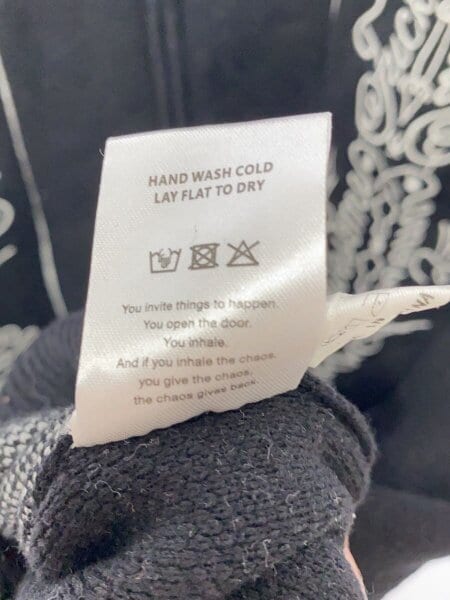 HAND WASH COLD
LAY FLAT TO DRY
You invite things to happen.
You open the door.
You inhale.
And if you inhale the chaos,
you give the chaos,
the chaos gives back.